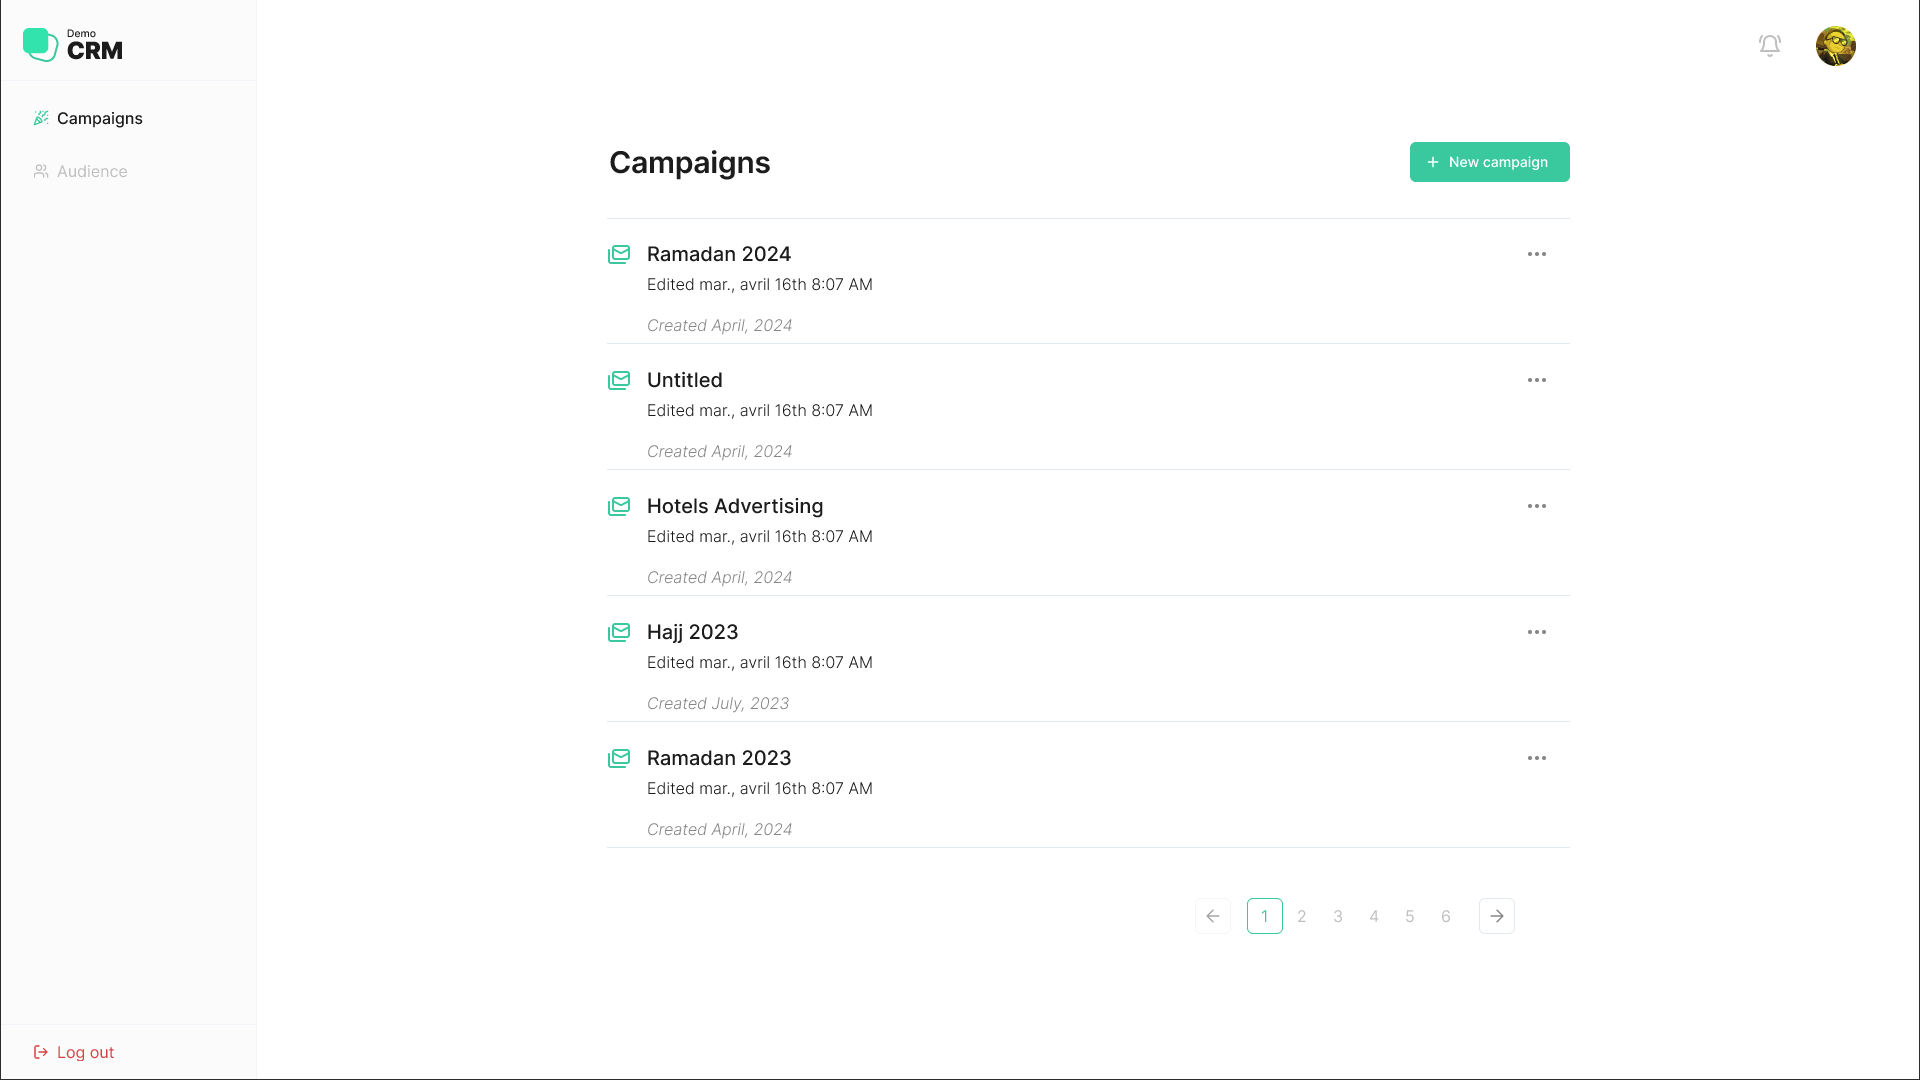 Demo
CRM
Campaigns
Audience
Campaigns
New campaign
Ramadan 2024
Edited mar., avril 16th 8:07 AM
Created April, 2024
Untitled
Edited mar., avril 16th 8:07 AM
Created April, 2024
Hotels Advertising
Edited mar., avril 16th 8:07 AM
Created April, 2024
Hajj 2023
Edited mar., avril 16th 8:07 AM
Created July, 2023
Ramadan 2023
Edited mar., avril 16th 8:07 AM
Created April, 2024
1 2 3 4 5 6
Log out